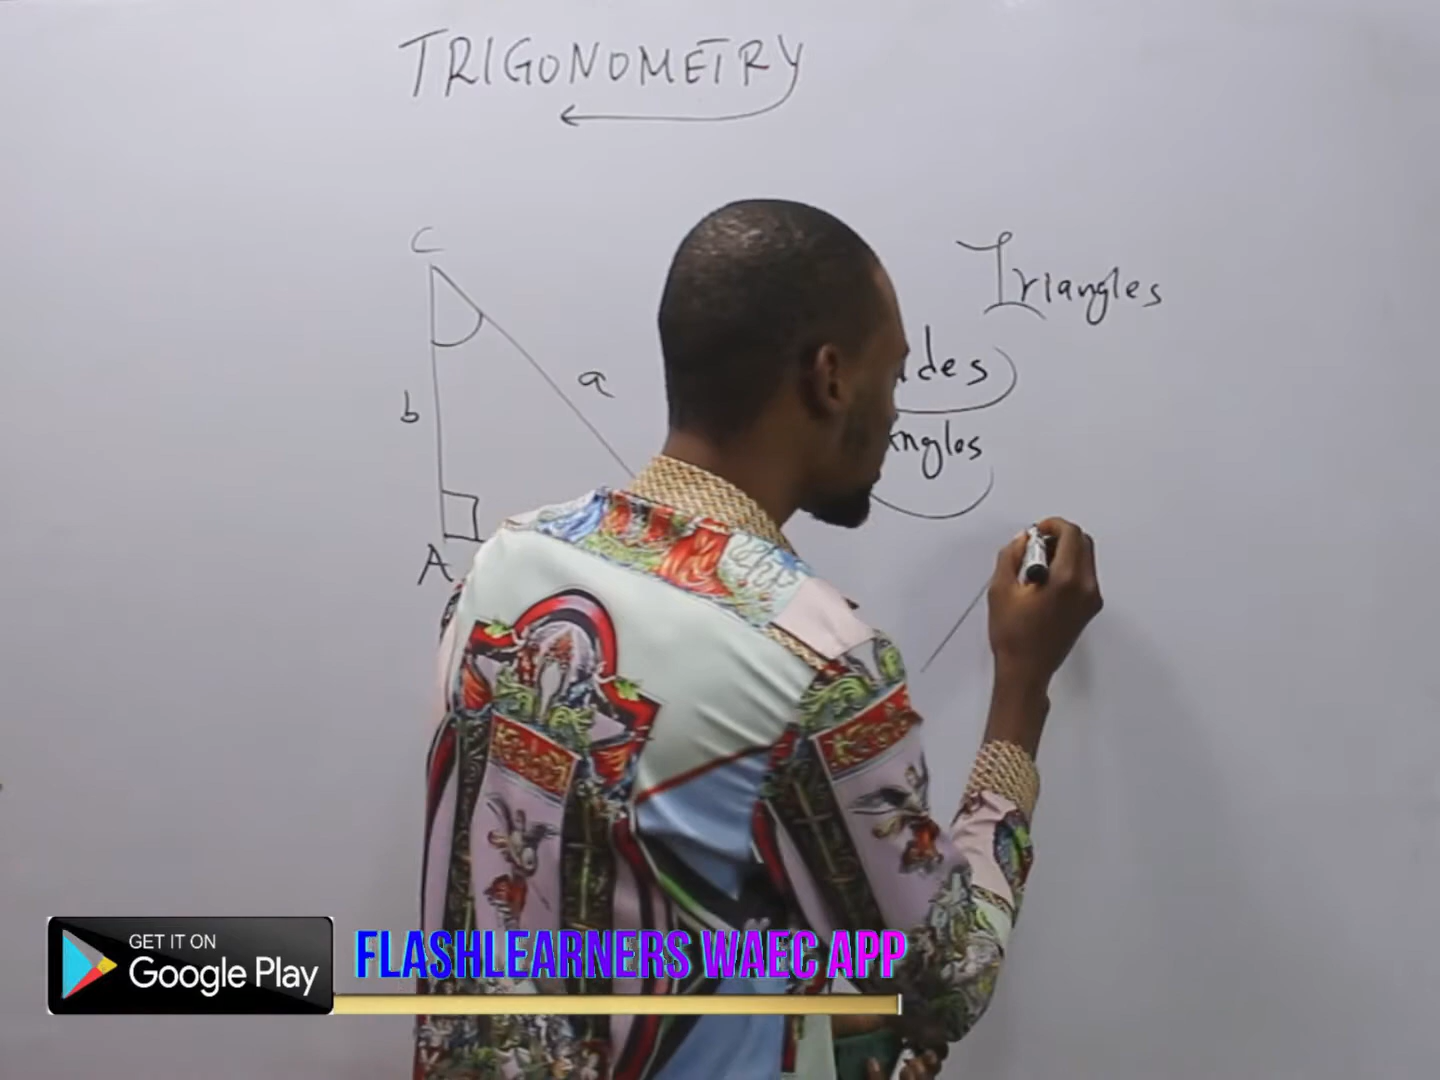 TRIGONOMETRY
C
Triangles
a
b
A
GET IT ON
Google Play
FLASHLEARNERS WAEC APP